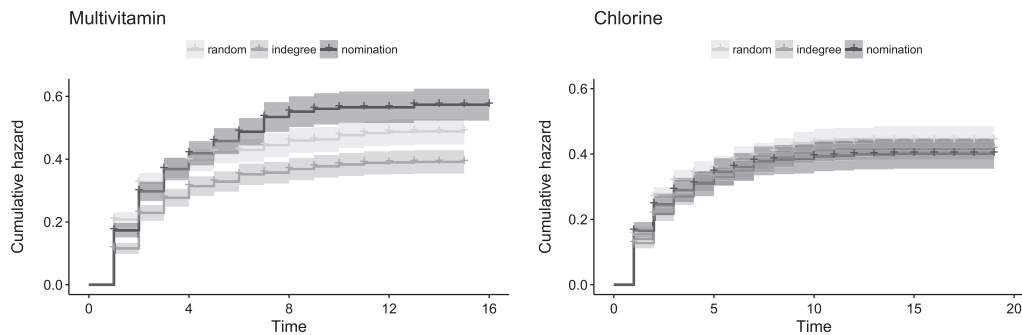 Multivitamin
random indegree nomination
Cumulative hazard
0.6
0.4
0.2
0.0
0 4 8 12 16
Time
Chlorine
random indegree nomination
Cumulative hazard
0.6
0.4
0.2
0.0
0 5 10 15 20
Time